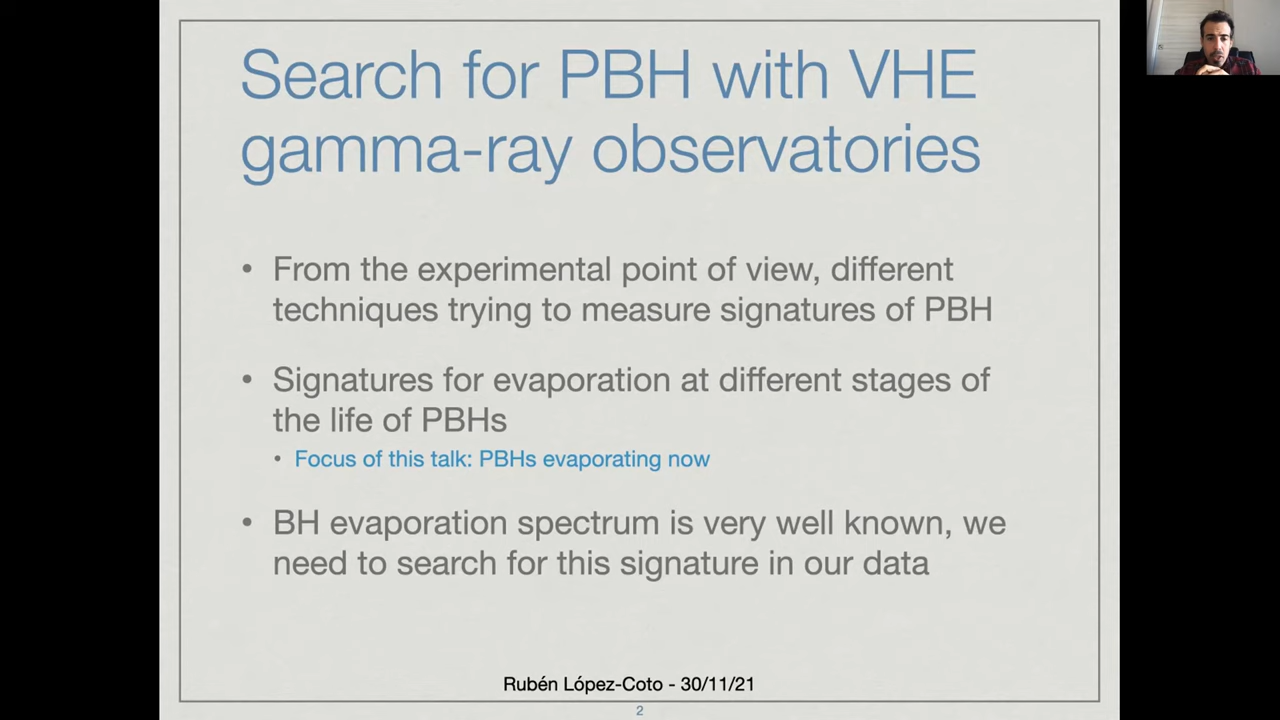 Search for PBH with VHE
gamma-ray observatories
• From the experimental point of view, different
techniques trying to measure signatures of PBH
• Signatures for evaporation at different stages of
the life of PBHs
• Focus of this talk: PBHs evaporating now
• BH evaporation spectrum is very well known, we
need to search for this signature in our data
Rubén López-Coto - 30/11/21
2